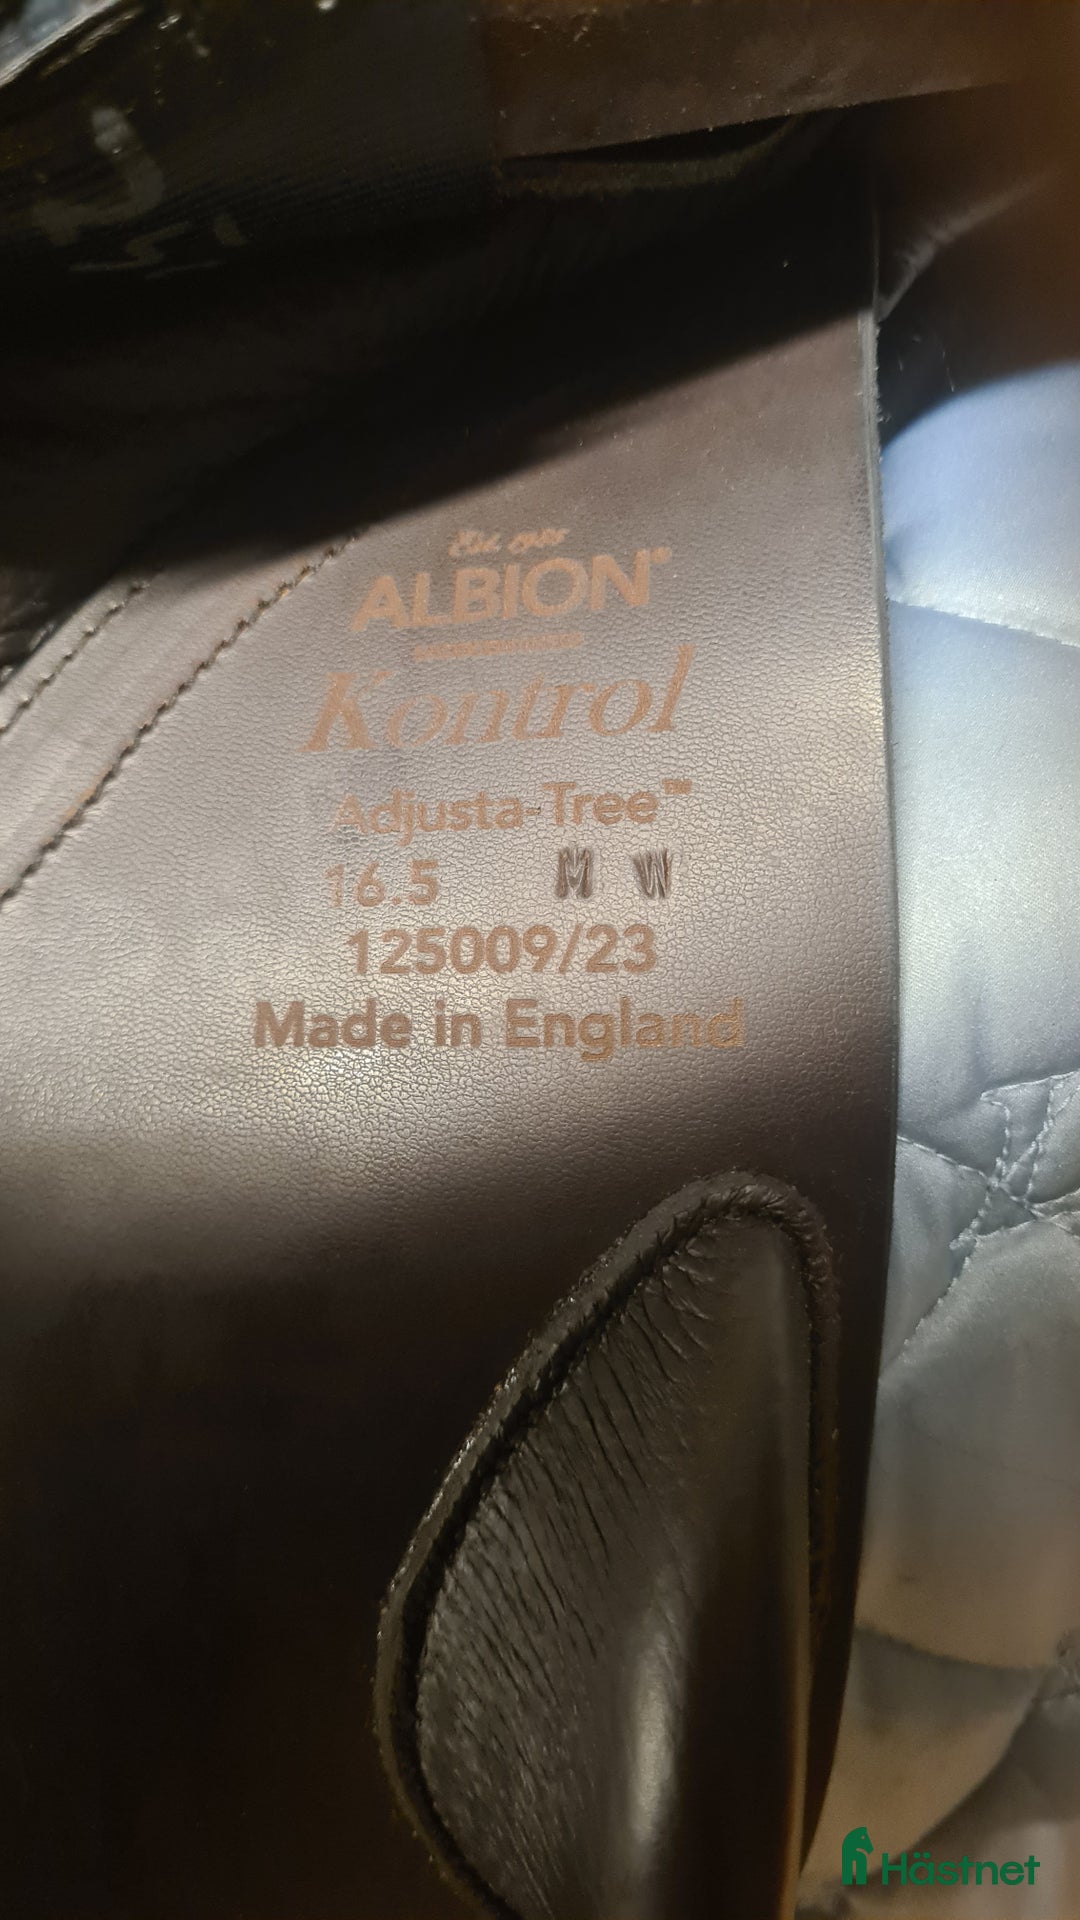 ALBION®
Kontrol
Adjusta-Tree™
16.5 M W
125009/23
Made in England
Hästnet